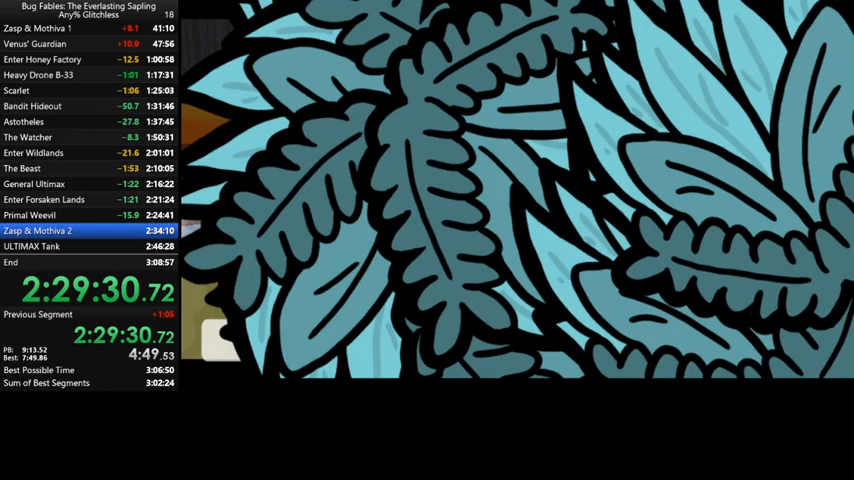 Bug Fables: The Everlasting Sapling
Any% Glitchless 18
Zasp & Mothiva 1 +8.1 41:10
Venus' Guardian +10.9 47:56
Enter Honey Factory −12.5 1:00:58
Heavy Drone B-33 −1:01 1:17:31
Scarlet −1:06 1:25:03
Bandit Hideout −50.7 1:31:46
Astotheles −27.8 1:37:45
The Watcher −8.3 1:50:31
Enter Wildlands −21.6 2:01:01
The Beast −1:53 2:10:05
General Ultimax −1:22 2:16:22
Enter Forsaken Lands −1:21 2:21:24
Primal Weevil −15.9 2:24:41
Zasp & Mothiva 2 2:34:10
ULTIMAX Tank 2:46:28
End 3:08:57
2:29:30.72
Previous Segment +1:05
2:29:30.72
PB: 9:13.52
Best: 7:49.86
4:49.53
Best Possible Time 3:06:50
Sum of Best Segments 3:02:24